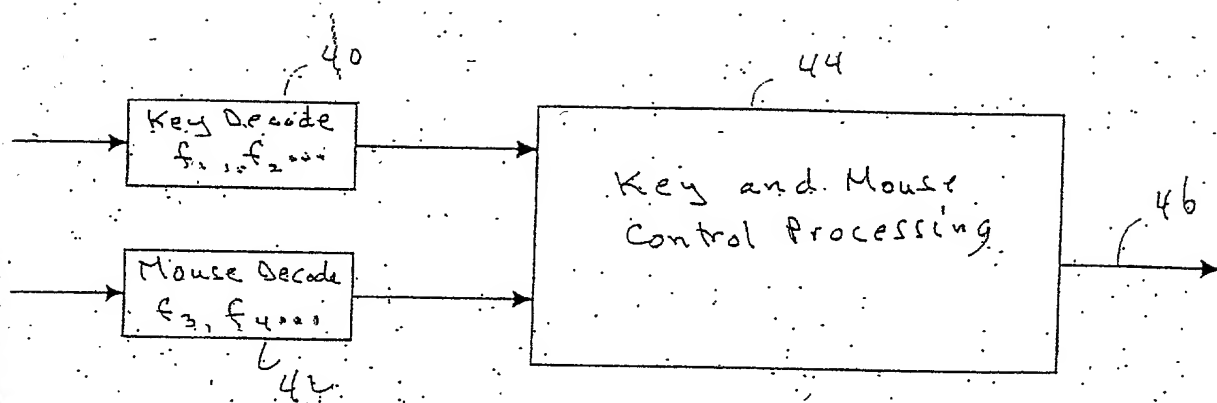 40
44
Key Decode
f₁, f₂...
Key and Mouse
Control Processing
46
Mouse Decode
f₃, f₄...
42